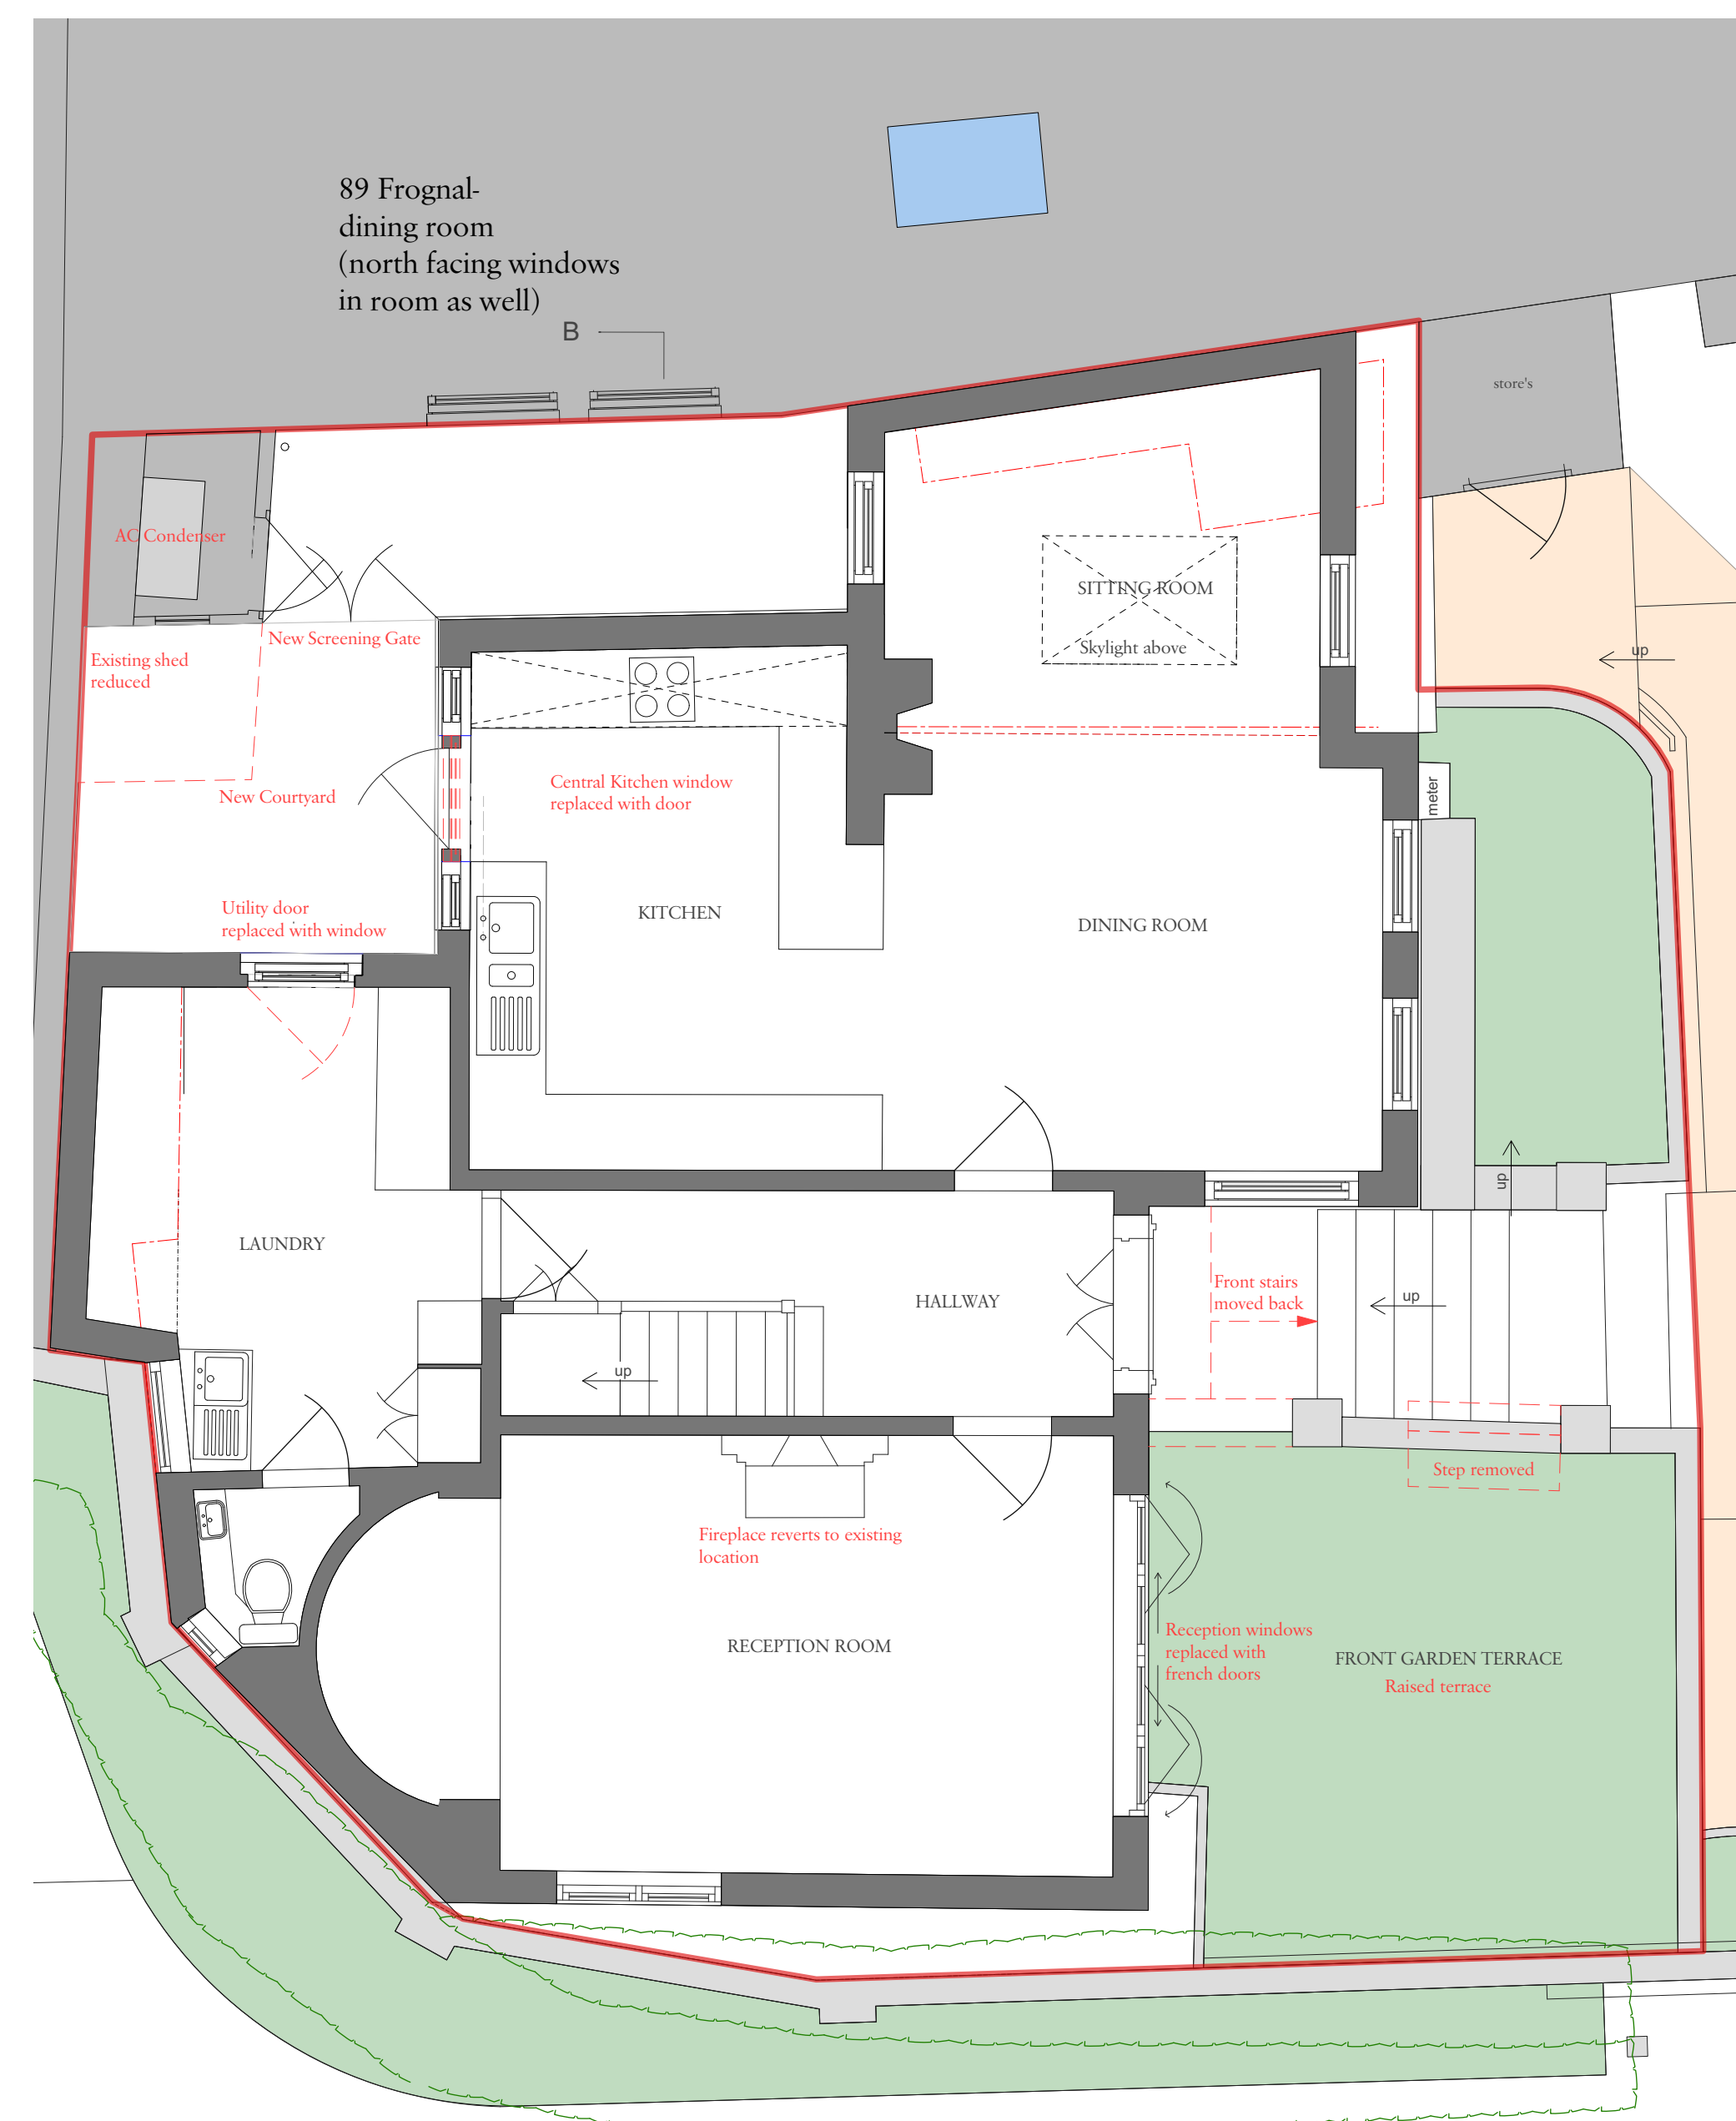 89 Frognal-
dining room
(north facing windows
in room as well)
B
store's
AC Condenser
SITTING ROOM
New Screening Gate
Skylight above
up
Existing shed
reduced
Central Kitchen window
replaced with door
New Courtyard
meter
Utility door
replaced with window
KITCHEN
DINING ROOM
up
LAUNDRY
HALLWAY
Front stairs
moved back
up
up
Step removed
Fireplace reverts to existing
location
RECEPTION ROOM
Reception windows
replaced with
french doors
FRONT GARDEN TERRACE
Raised terrace